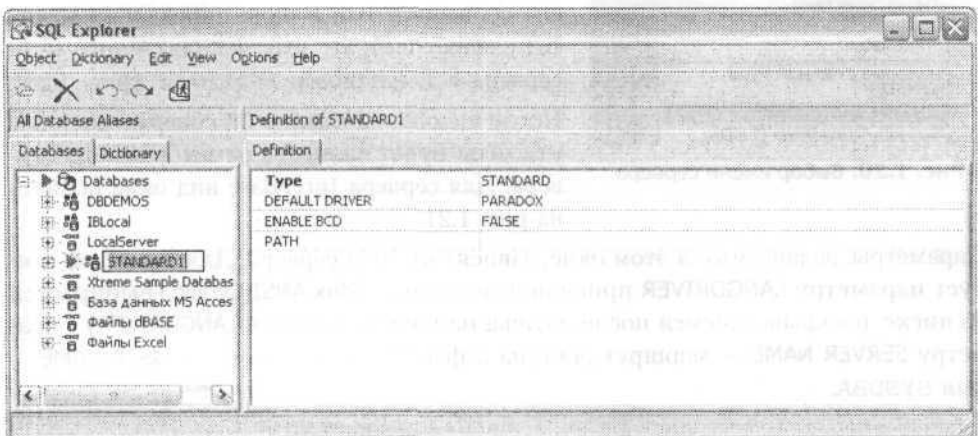 SQL Explorer
Object Dictionary Edit View Options Help
All Database Aliases
Definition of STANDARD1
Databases Dictionary
Definition
Databases
DBDEMOS
IBLocal
LocalServer
STANDARD1
Xtreme Sample Databas
База данных MS Acces
Файлы dBASE
Файлы Excel
Type STANDARD
DEFAULT DRIVER PARADOX
ENABLE BCD FALSE
PATH